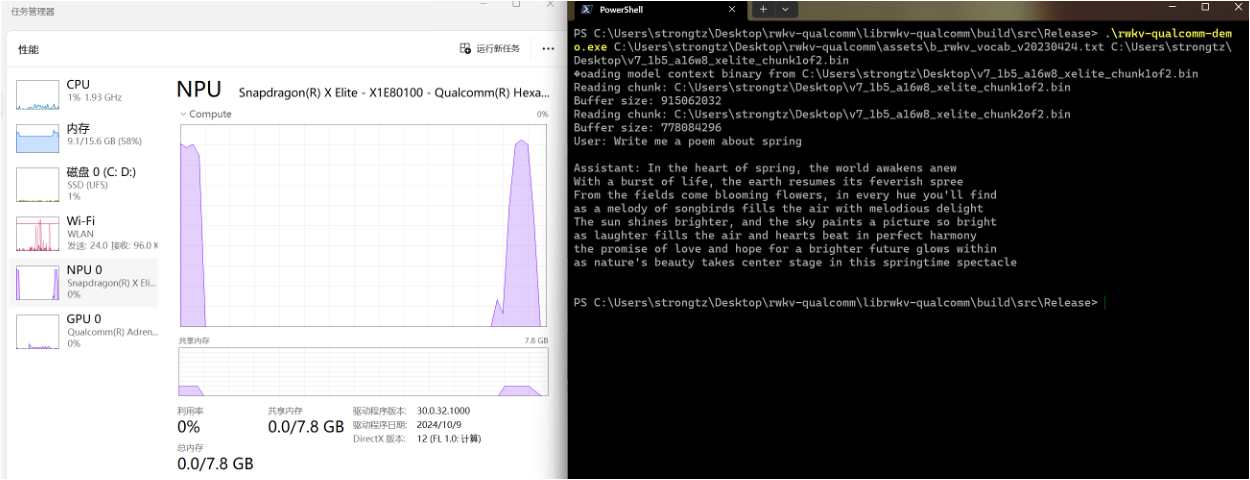 任务管理器
性能
运行新任务
CPU
1% 1.93 GHz
内存
9.1/15.6 GB (58%)
磁盘 0 (C: D:)
SSD (UFS)
1%
Wi-Fi
WLAN
发送: 24.0 接收: 96.0 K
NPU 0
Snapdragon(R) X Eli...
0%
GPU 0
Qualcomm(R) Adren...
0%
NPU
Snapdragon(R) X Elite - X1E80100 - Qualcomm(R) Hexa...
Compute
0%
共享内存
7.8 GB
利用率
0%
共享内存
0.0/7.8 GB
驱动程序版本: 30.0.32.1000
驱动程序日期: 2024/10/9
DirectX 版本: 12 (FL 1.0: 计算)
总内存
0.0/7.8 GB
PowerShell
PS C:\Users\strongtz\Desktop\rwkv-qualcomm\librwkv-qualcomm\build\src\Release> .\rwkv-qualcomm-dem
o.exe C:\Users\strongtz\Desktop\rwkv-qualcomm\assets\b_rwkv_vocab_v20230424.txt C:\Users\strongtz\
Desktop\v7_1b5_a16w8_xelite_chunk1of2.bin
�oading model context binary from C:\Users\strongtz\Desktop\v7_1b5_a16w8_xelite_chunk1of2.bin
Reading chunk: C:\Users\strongtz\Desktop\v7_1b5_a16w8_xelite_chunk1of2.bin
Buffer size: 915062032
Reading chunk: C:\Users\strongtz\Desktop\v7_1b5_a16w8_xelite_chunk2of2.bin
Buffer size: 778084296
User: Write me a poem about spring
Assistant: In the heart of spring, the world awakens anew
With a burst of life, the earth resumes its feverish spree
From the fields come blooming flowers, in every hue you'll find
as a melody of songbirds fills the air with melodious delight
The sun shines brighter, and the sky paints a picture so bright
as laughter fills the air and hearts beat in perfect harmony
the promise of love and hope for a brighter future glows within
as nature's beauty takes center stage in this springtime spectacle
PS C:\Users\strongtz\Desktop\rwkv-qualcomm\librwkv-qualcomm\build\src\Release>